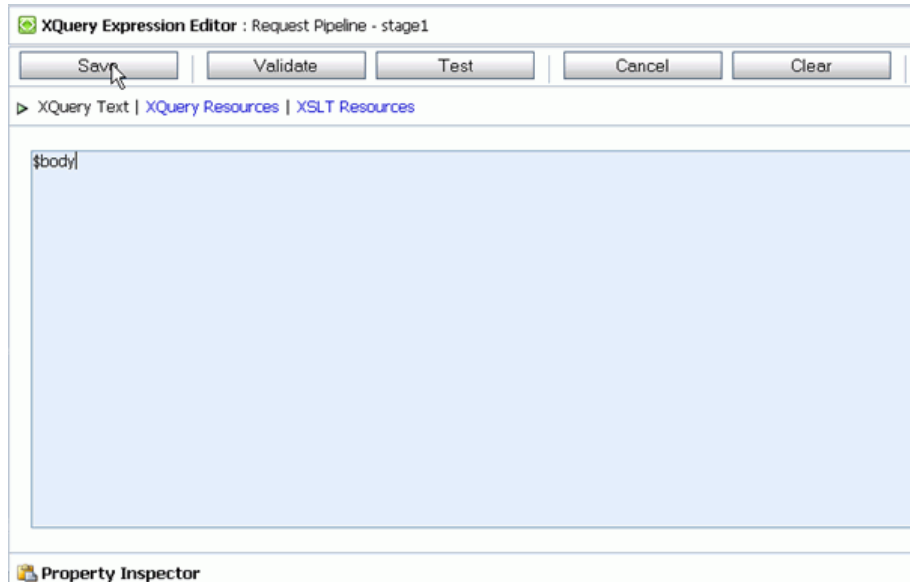 XQuery Expression Editor : Request Pipeline - stage1
Save Validate Test Cancel Clear
XQuery Text | XQuery Resources | XSLT Resources
$body
Property Inspector